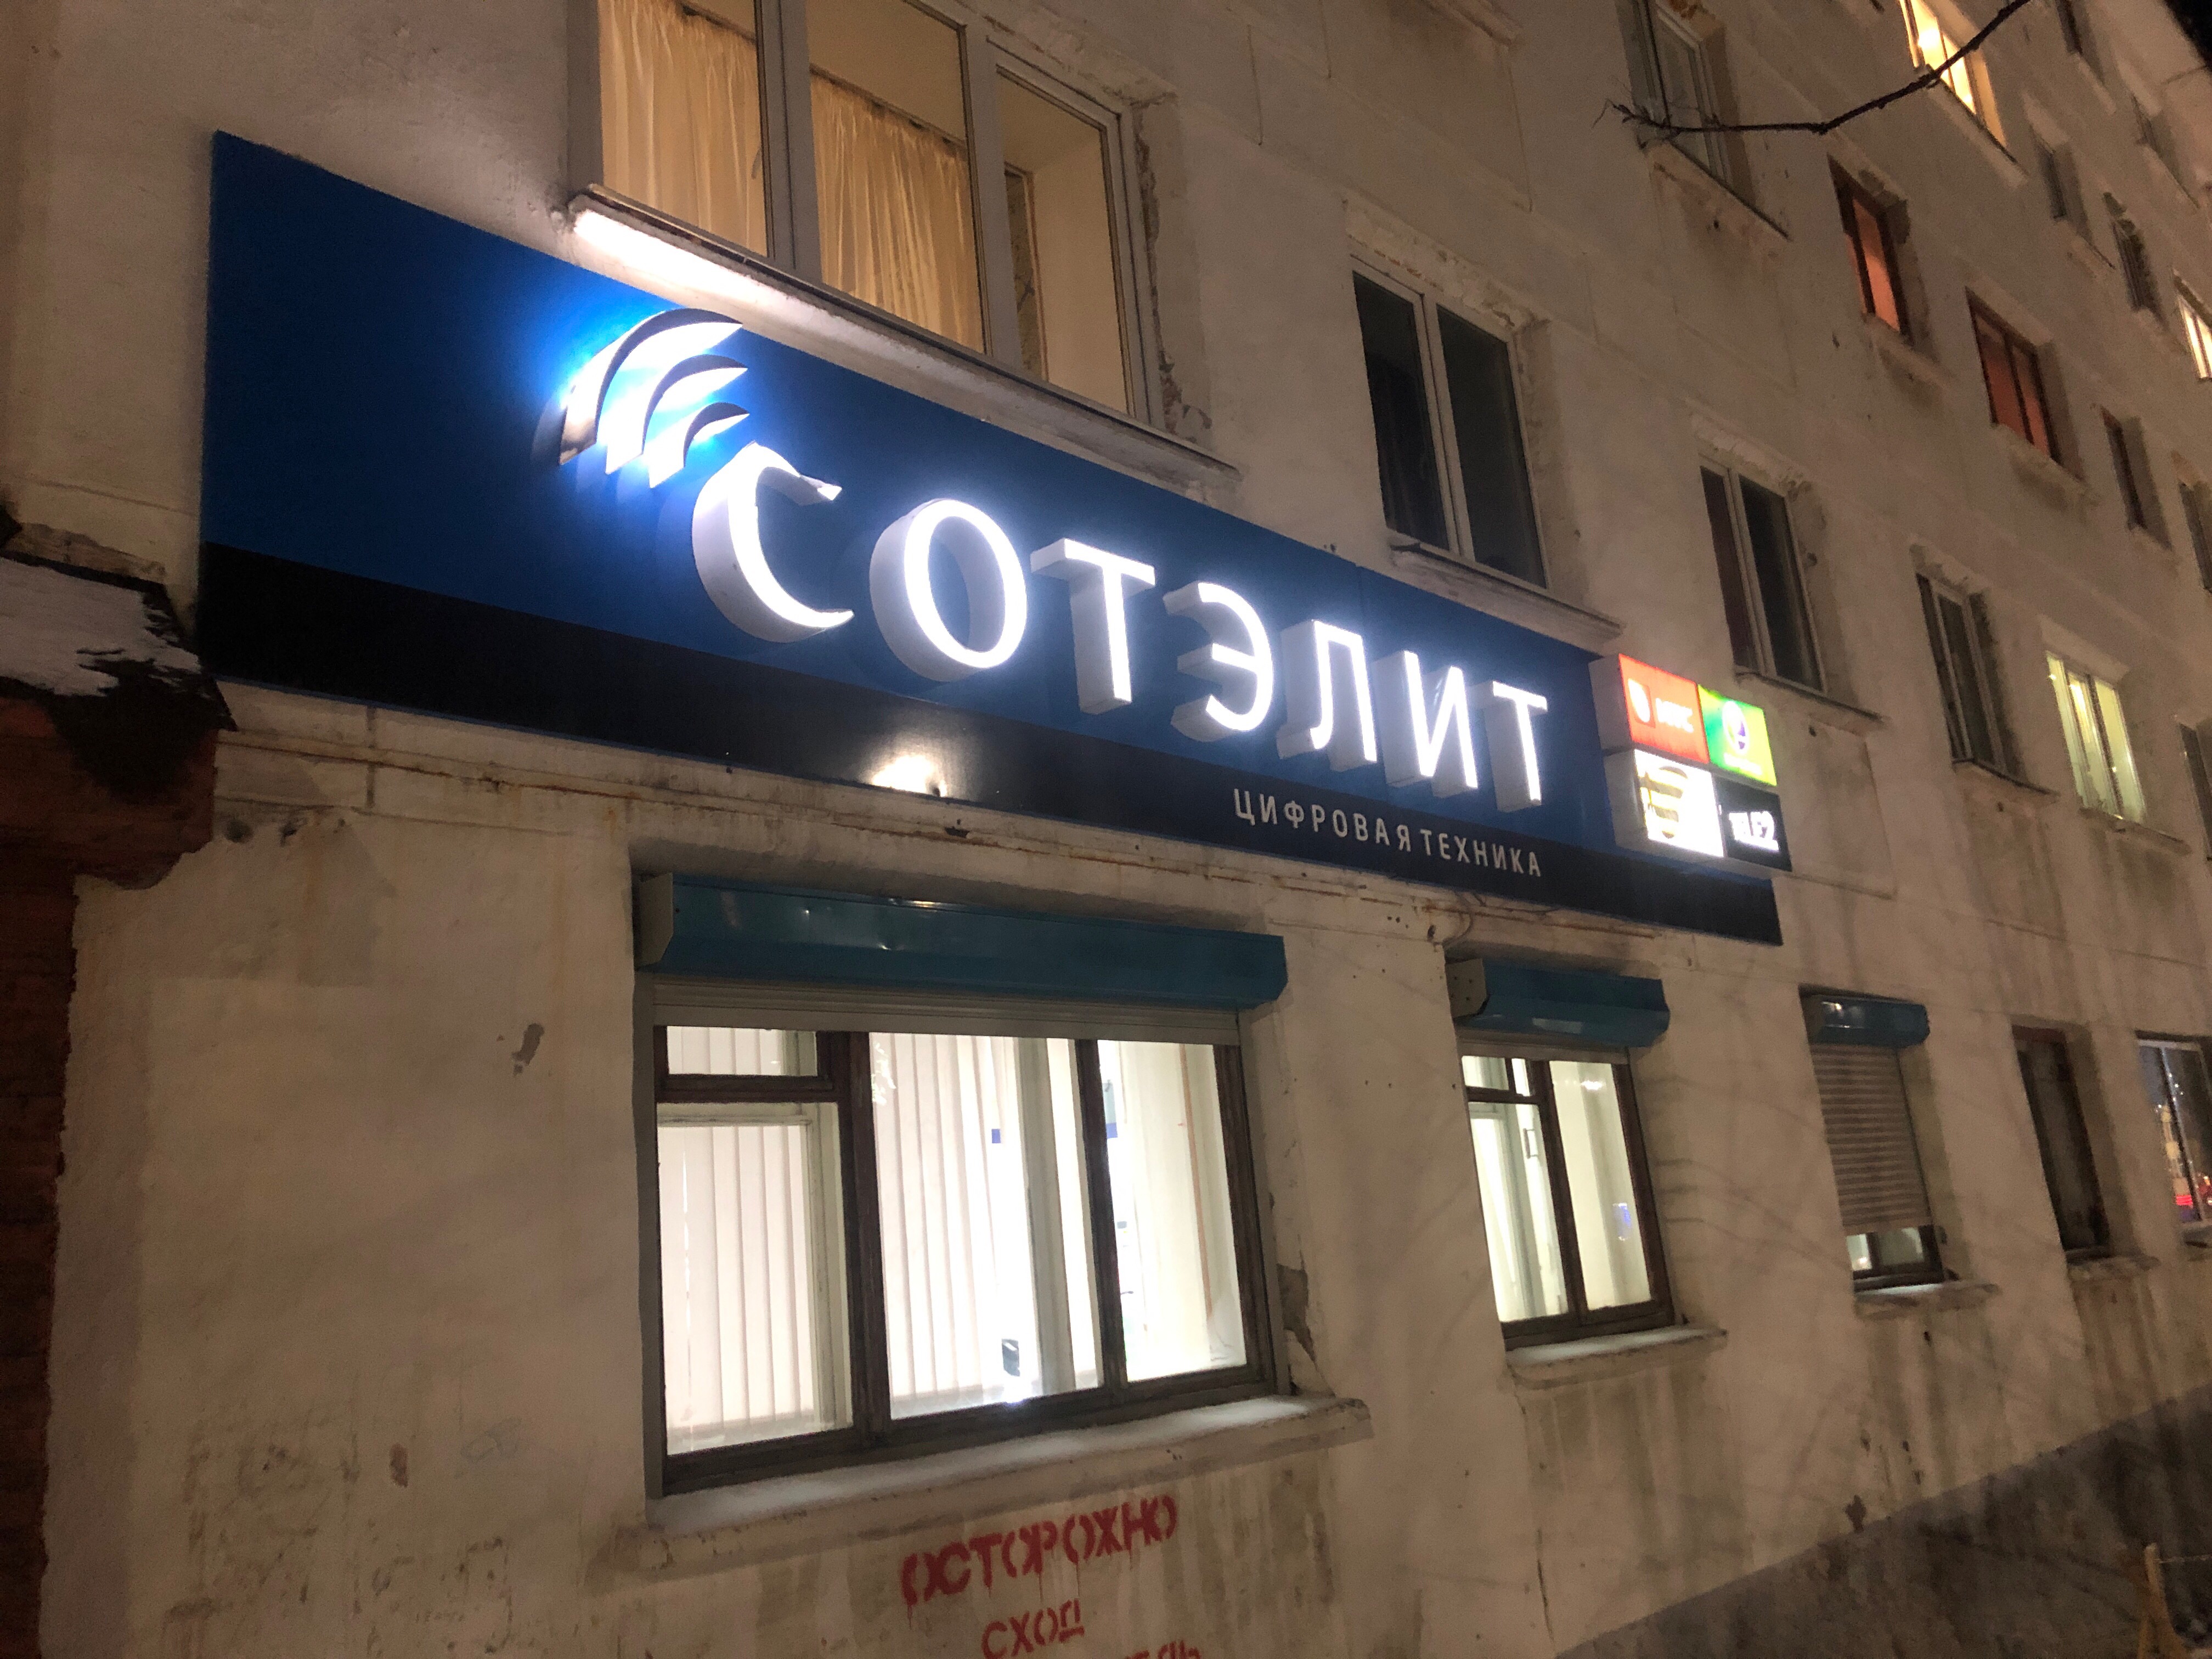 СОТЭЛИТ
ЦИФРОВАЯ ТЕХНИКА
МТС
TELE2
ОСТОРОЖНО
СХОД